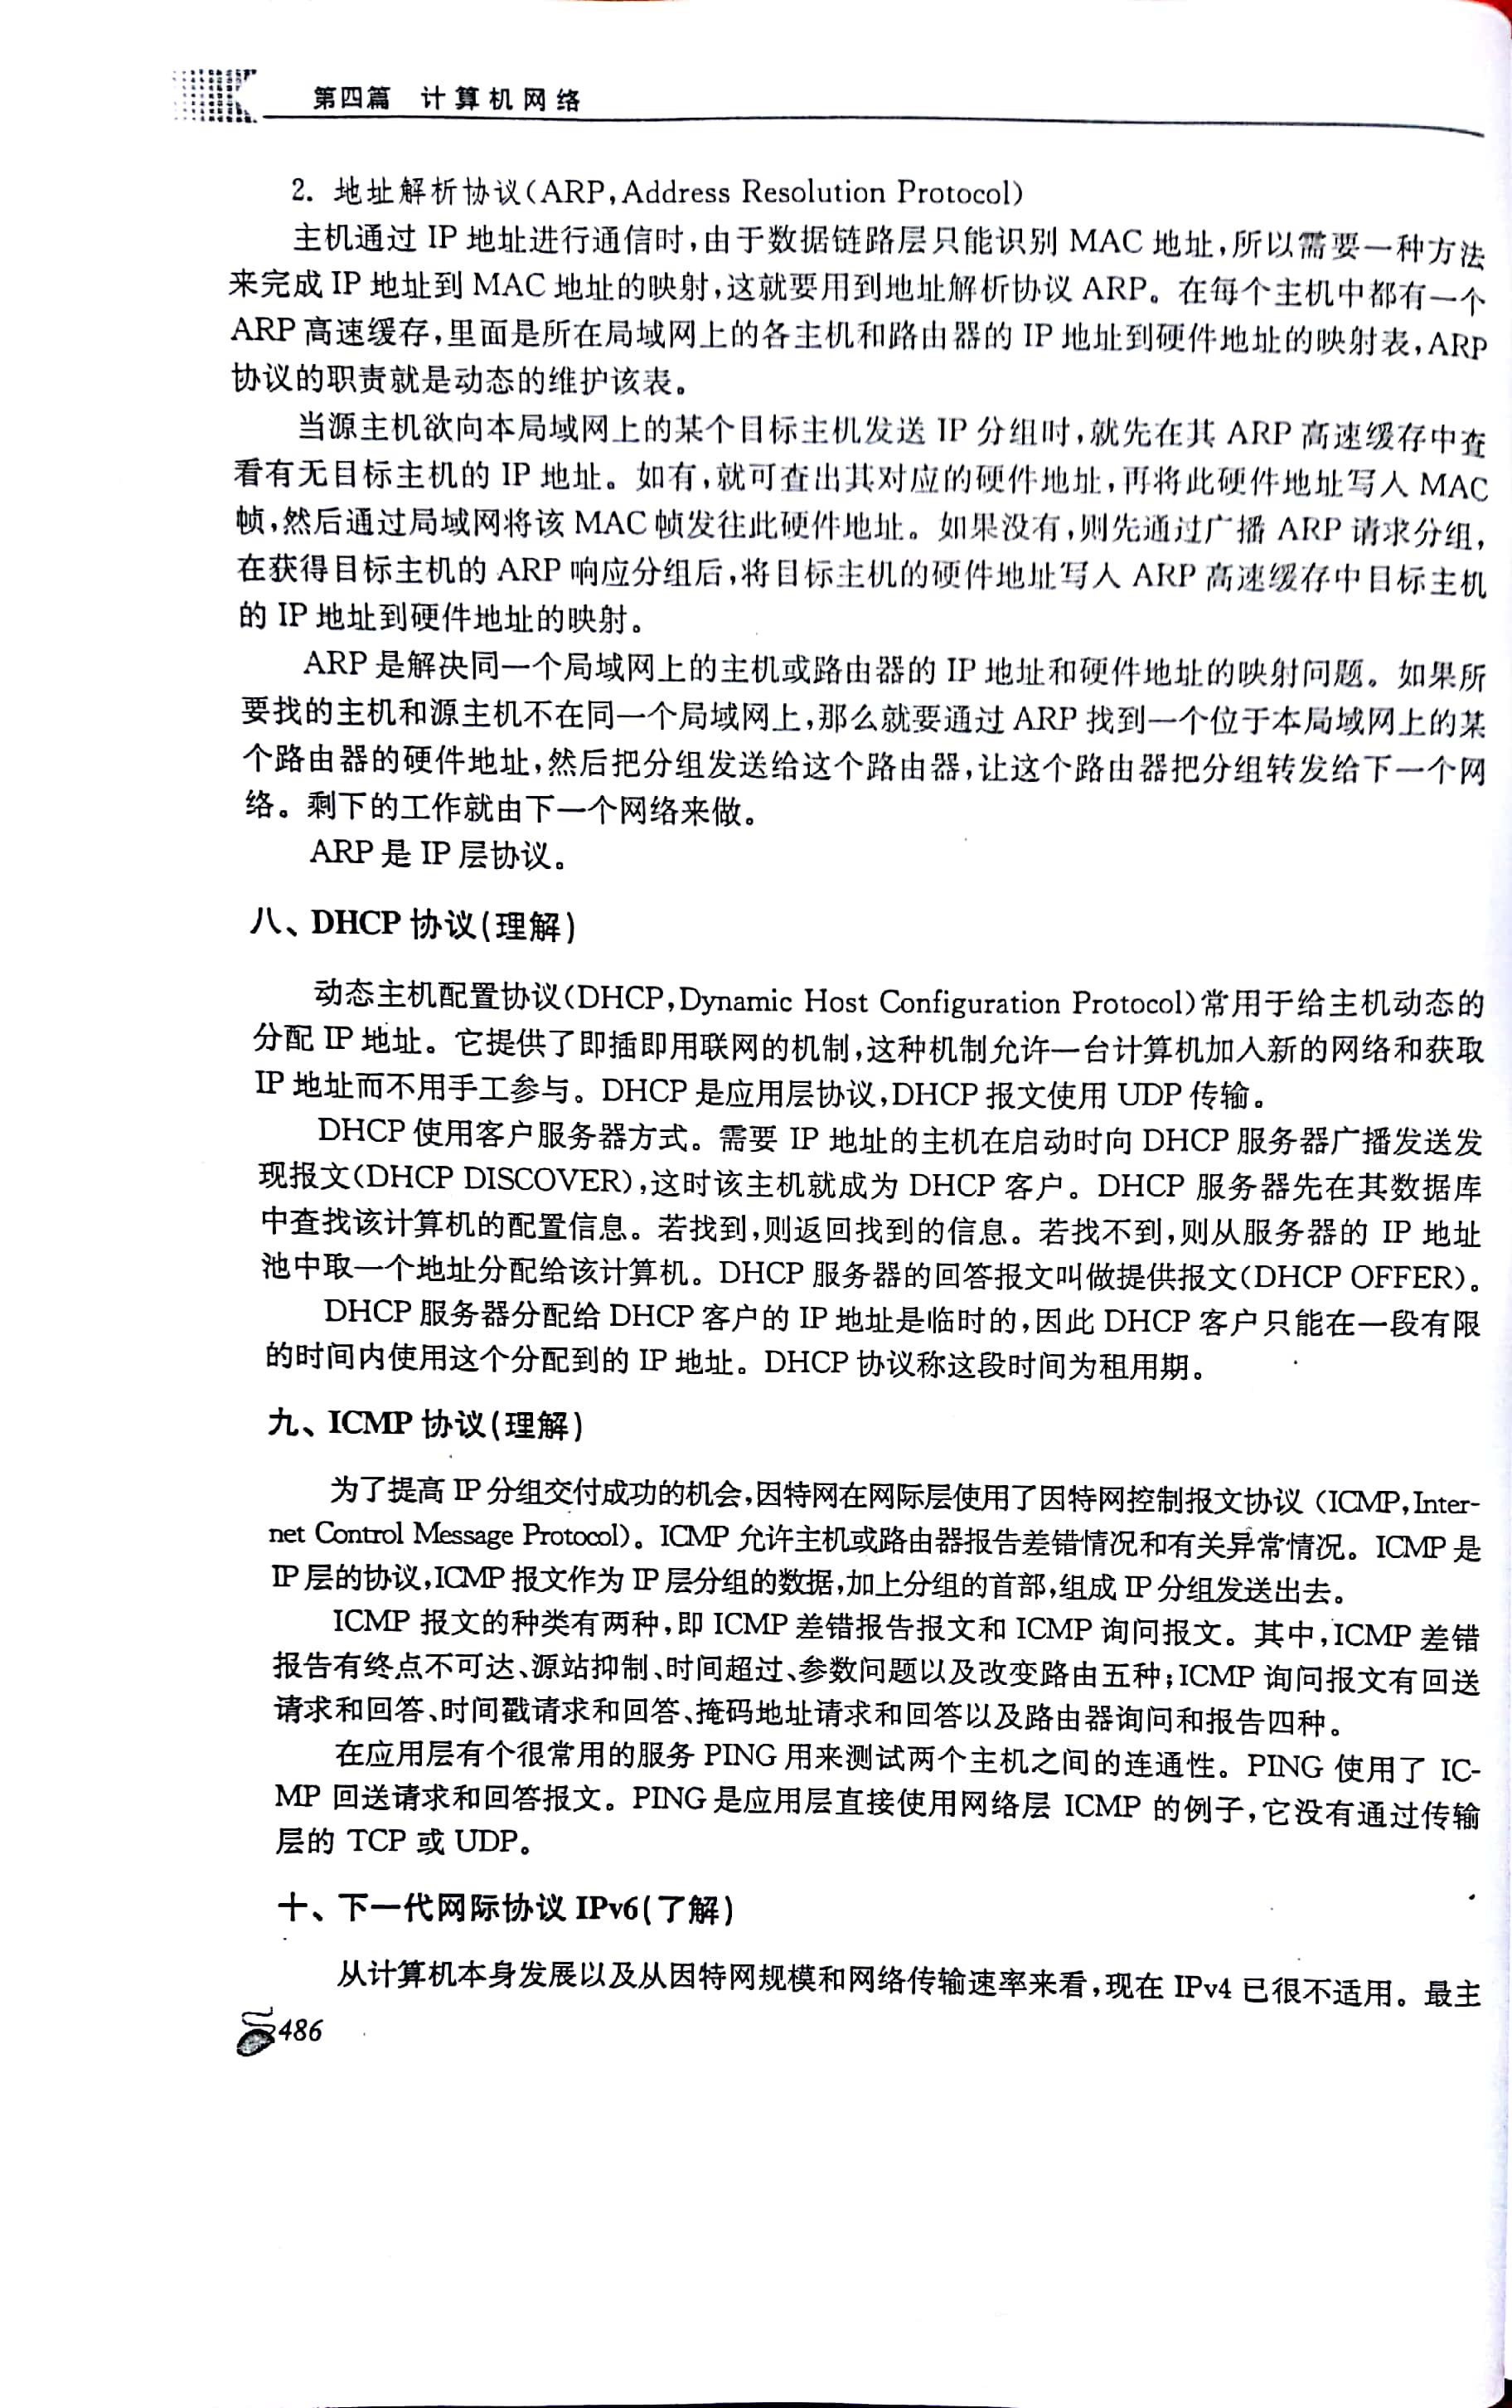 第四篇 计算机网络
2. 地址解析协议(ARP,Address Resolution Protocol)
主机通过 IP 地址进行通信时,由于数据链路层只能识别 MAC 地址,所以需要一种方法
来完成 IP 地址到 MAC 地址的映射,这就要用到地址解析协议 ARP。在每个主机中都有一个
ARP 高速缓存,里面是所在局域网上的各主机和路由器的 IP 地址到硬件地址的映射表,ARP
协议的职责就是动态的维护该表。
当源主机欲向本局域网上的某个目标主机发送 IP 分组时,就先在其 ARP 高速缓存中查
看有无目标主机的 IP 地址。如有,就可查出其对应的硬件地址,再将此硬件地址写入 MAC
帧,然后通过局域网将该 MAC 帧发往此硬件地址。如果没有,则先通过广播 ARP 请求分组,
在获得目标主机的 ARP 响应分组后,将目标主机的硬件地址写入 ARP 高速缓存中目标主机
的 IP 地址到硬件地址的映射。
ARP 是解决同一个局域网上的主机或路由器的 IP 地址和硬件地址的映射问题。如果所
要找的主机和源主机不在同一个局域网上,那么就要通过 ARP 找到一个位于本局域网上的某
个路由器的硬件地址,然后把分组发送给这个路由器,让这个路由器把分组转发给下一个网
络。剩下的工作就由下一个网络来做。
ARP 是 IP 层协议。
八、DHCP 协议(理解)
动态主机配置协议(DHCP,Dynamic Host Configuration Protocol)常用于给主机动态的
分配 IP 地址。它提供了即插即用联网的机制,这种机制允许一台计算机加入新的网络和获取
IP 地址而不用手工参与。DHCP 是应用层协议,DHCP 报文使用 UDP 传输。
DHCP 使用客户服务器方式。需要 IP 地址的主机在启动时向 DHCP 服务器广播发送发
现报文(DHCP DISCOVER),这时该主机就成为 DHCP 客户。DHCP 服务器先在其数据库
中查找该计算机的配置信息。若找到,则返回找到的信息。若找不到,则从服务器的 IP 地址
池中取一个地址分配给该计算机。DHCP 服务器的回答报文叫做提供报文(DHCP OFFER)。
DHCP 服务器分配给 DHCP 客户的 IP 地址是临时的,因此 DHCP 客户只能在一段有限
的时间内使用这个分配到的 IP 地址。DHCP 协议称这段时间为租用期。
九、ICMP 协议(理解)
为了提高 IP 分组交付成功的机会,因特网在网际层使用了因特网控制报文协议 (ICMP,Inter-
net Control Message Protocol)。ICMP 允许主机或路由器报告差错情况和有关异常情况。ICMP 是
IP 层的协议,ICMP 报文作为 IP 层分组的数据,加上分组的首部,组成 IP 分组发送出去。
ICMP 报文的种类有两种,即 ICMP 差错报告报文和 ICMP 询问报文。其中,ICMP 差错
报告有终点不可达、源站抑制、时间超过、参数问题以及改变路由五种;ICMP 询问报文有回送
请求和回答、时间戳请求和回答、掩码地址请求和回答以及路由器询问和报告四种。
在应用层有个很常用的服务 PING 用来测试两个主机之间的连通性。PING 使用了 IC-
MP 回送请求和回答报文。PING 是应用层直接使用网络层 ICMP 的例子,它没有通过传输
层的 TCP 或 UDP。
十、下一代网际协议 IPv6(了解)
从计算机本身发展以及从因特网规模和网络传输速率来看,现在 IPv4 已很不适用。最主
486